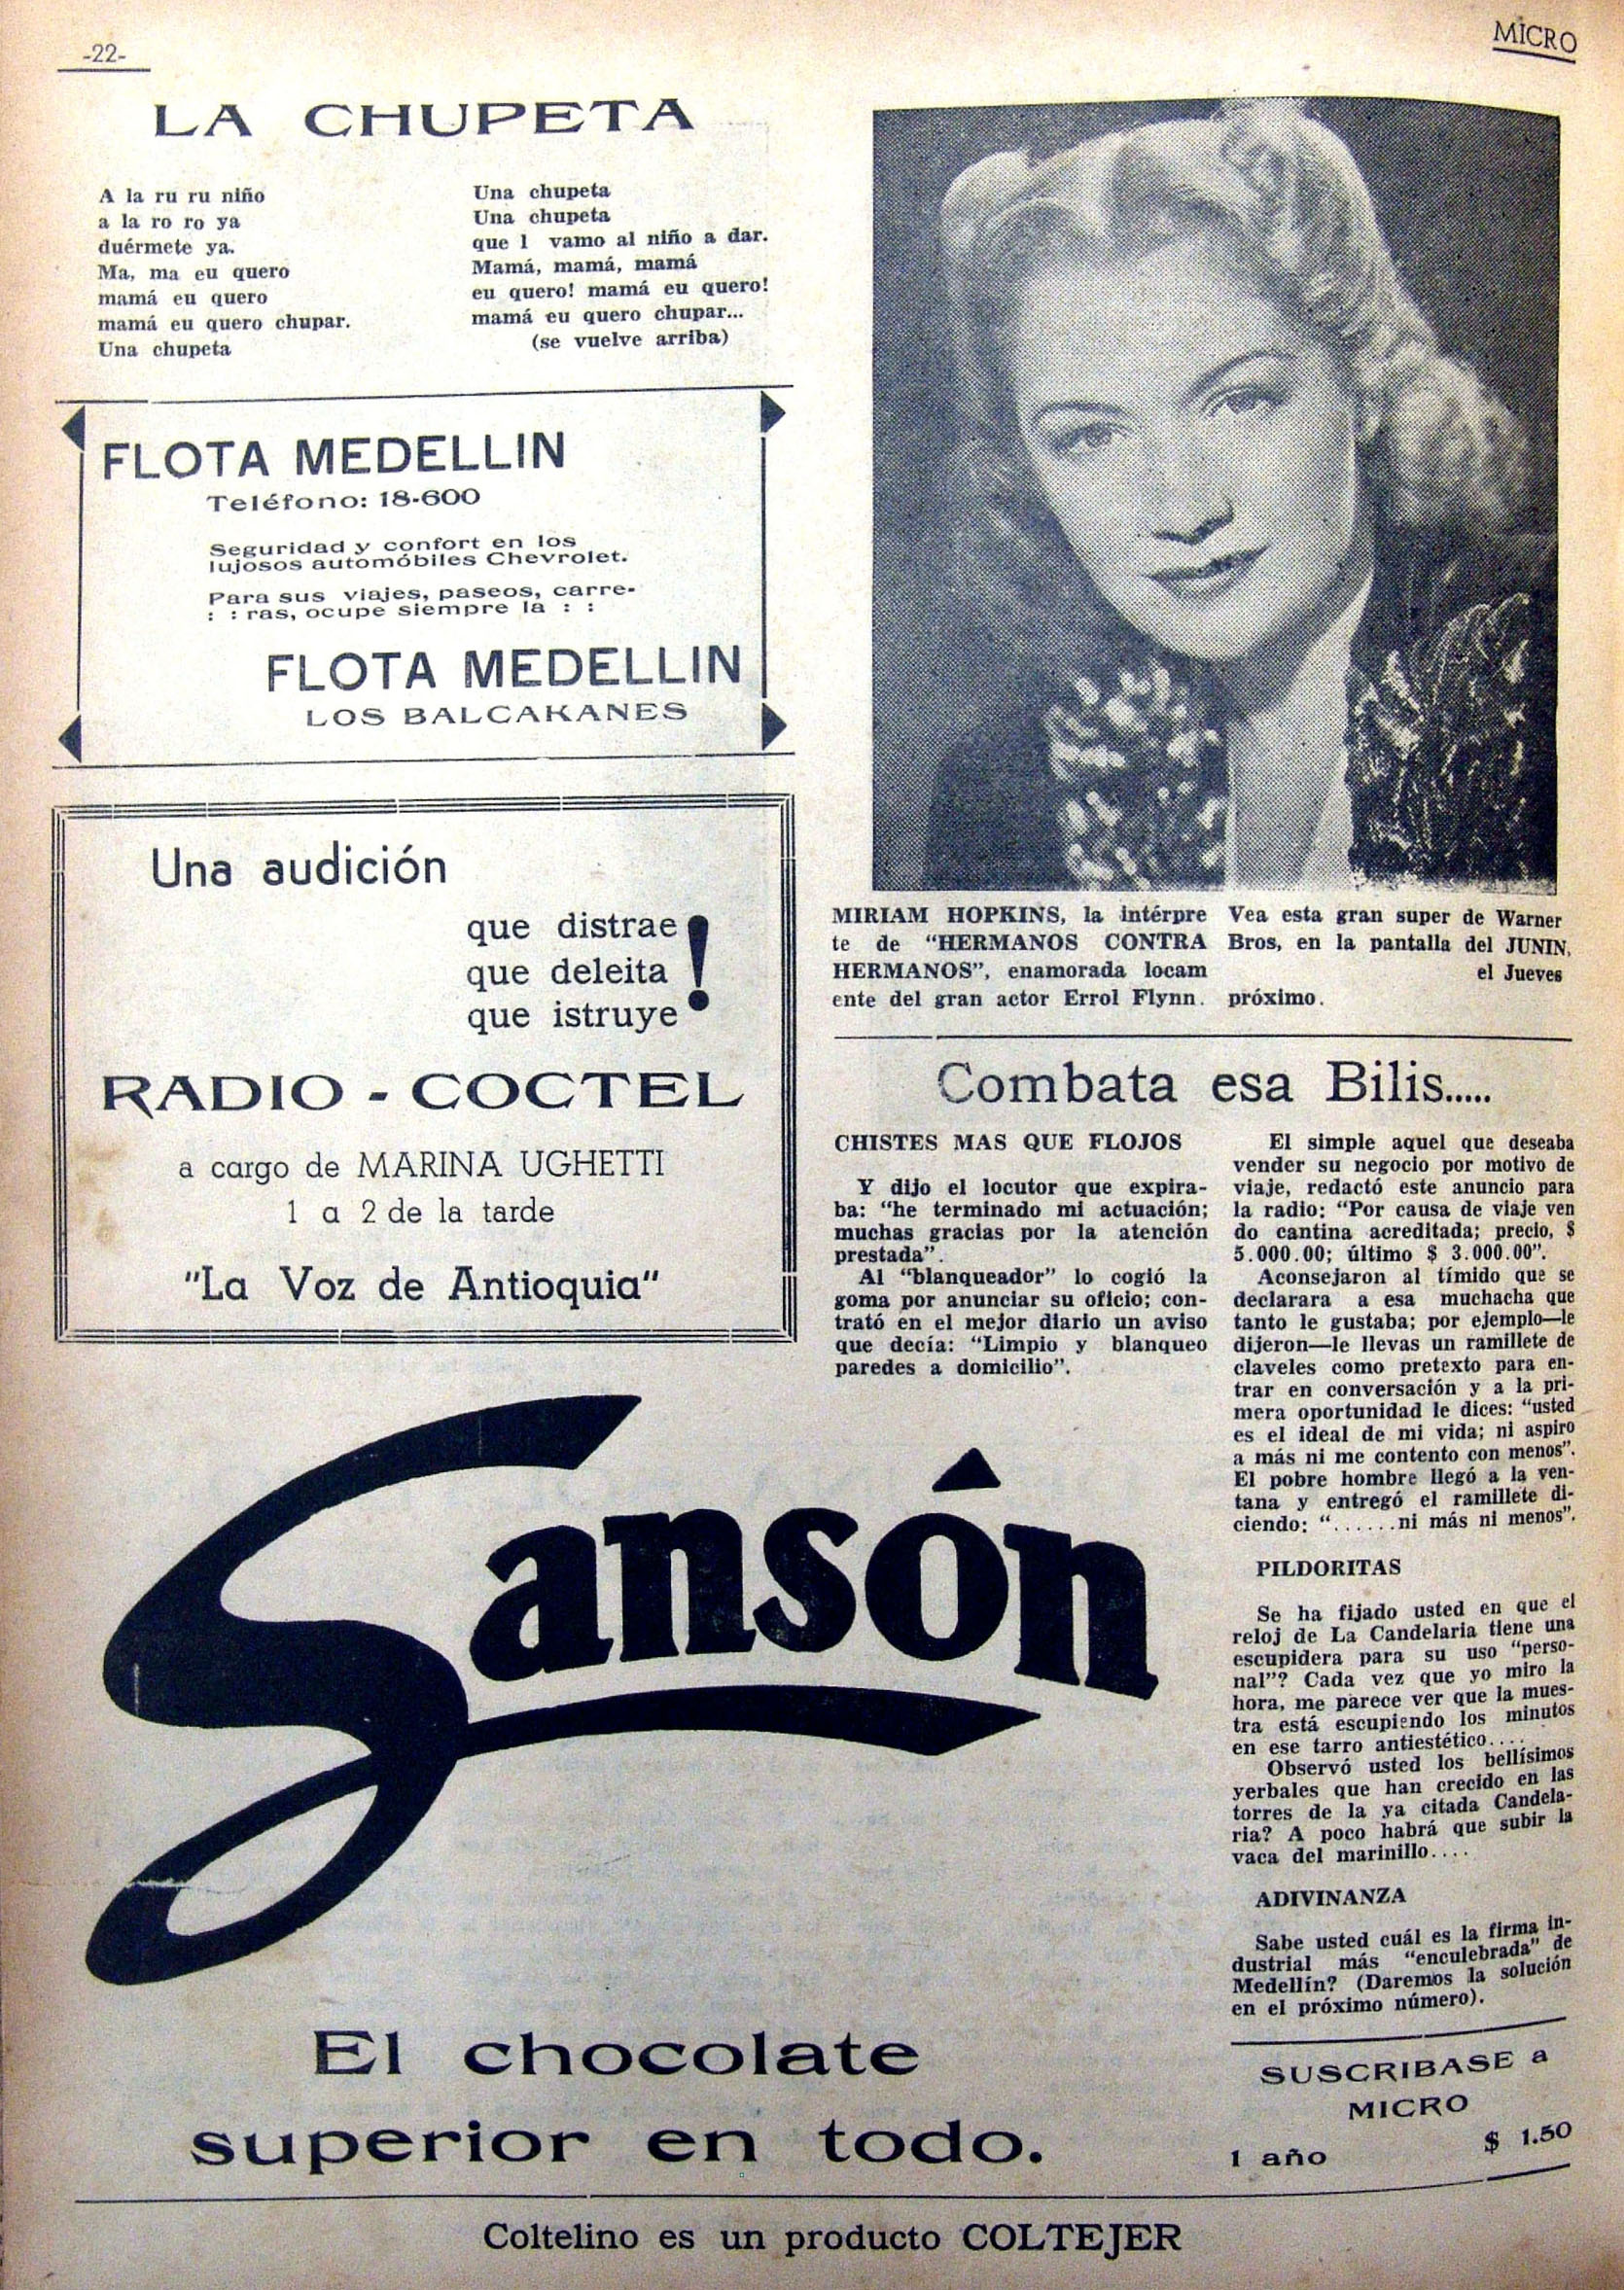 -22-
MICRO
LA CHUPETA
A la ru ru niño
a la ro ro ya
duérmete ya.
Ma, ma eu quero
mamá eu quero
mamá eu quero chupar.
Una chupeta
Una chupeta
Una chupeta
que l vamo al niño a dar.
Mamá, mamá, mamá
eu quero! mamá eu quero!
mamá eu quero chupar...
(se vuelve arriba)
FLOTA MEDELLIN
Teléfono: 18-600
Seguridad y confort en los
lujosos automóbiles Chevrolet.
Para sus viajes, paseos, carre-
: : ras, ocupe siempre la : :
FLOTA MEDELLIN
LOS BALCAKANES
Una audición
que distrae
que deleita !
que istruye
RADIO - COCTEL
a cargo de MARINA UGHETTI
1 a 2 de la tarde
"La Voz de Antioquia"
MIRIAM HOPKINS, la intérpre
te de "HERMANOS CONTRA
HERMANOS", enamorada locam
ente del gran actor Errol Flynn.
Vea esta gran super de Warner
Bros, en la pantalla del JUNIN,
el Jueves
próximo.
Combata esa Bilis.....
CHISTES MAS QUE FLOJOS
Y dijo el locutor que expira-
ba: "he terminado mi actuación;
muchas gracias por la atención
prestada".
Al "blanqueador" lo cogió la
goma por anunciar su oficio; con-
trató en el mejor diario un aviso
que decía: "Limpio y blanqueo
paredes a domicilio".
El simple aquel que deseaba
vender su negocio por motivo de
viaje, redactó este anuncio para
la radio: "Por causa de viaje ven
do cantina acreditada; precio, $
5.000.00; último $ 3.000.00".
Aconsejaron al tímido que se
declarara a esa muchacha que
tanto le gustaba; por ejemplo—le
dijeron—le llevas un ramillete de
claveles como pretexto para en-
trar en conversación y a la pri-
mera oportunidad le dices: "usted
es el ideal de mi vida; ni aspiro
a más ni me contento con menos".
El pobre hombre llegó a la ven-
tana y entregó el ramillete di-
ciendo: "......ni más ni menos".
PILDORITAS
Se ha fijado usted en que el
reloj de La Candelaria tiene una
escupidera para su uso "perso-
nal"? Cada vez que yo miro la
hora, me parece ver que la mues-
tra está escupiendo los minutos
en ese tarro antiestético....
Observó usted los bellísimos
yerbales que han crecido en las
torres de la ya citada Candela-
ria? A poco habrá que subir la
vaca del marinillo....
ADIVINANZA
Sabe usted cuál es la firma in-
dustrial más "enculebrada" de
Medellín? (Daremos la solución
en el próximo número).
SUSCRIBASE a
MICRO
1 año $ 1.50
Sansón
El chocolate
superior en todo.
Coltelino es un producto COLTEJER